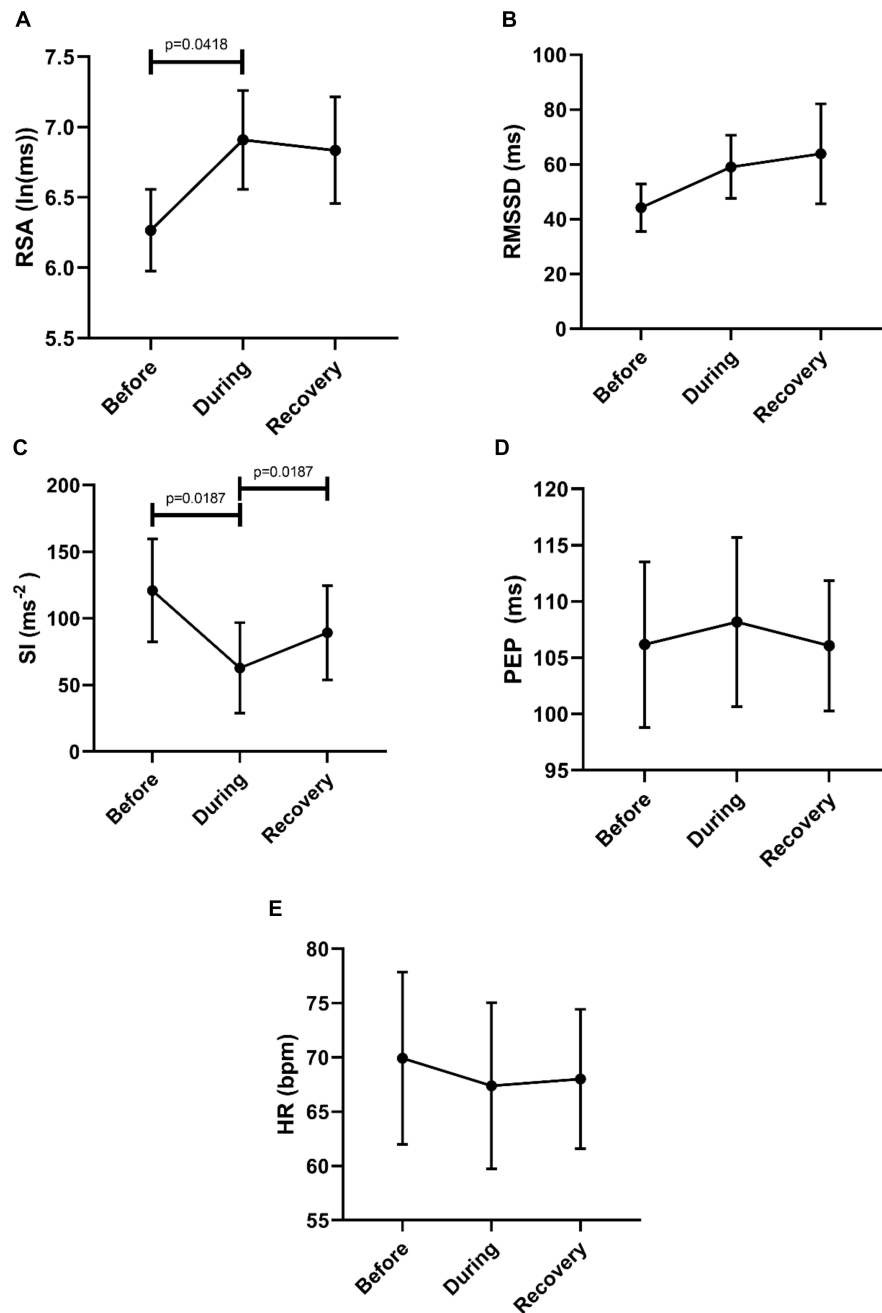 A
p=0.0418
7.5
7.0
6.5
6.0
5.5
RSA (ln(ms))
Before
During
Recovery
B
100
80
60
40
20
0
RMSSD (ms)
Before
During
Recovery
C
p=0.0187
p=0.0187
200
150
100
50
0
SI (ms⁻²)
Before
During
Recovery
D
120
115
110
105
100
95
PEP (ms)
Before
During
Recovery
E
80
75
70
65
60
55
HR (bpm)
Before
During
Recovery